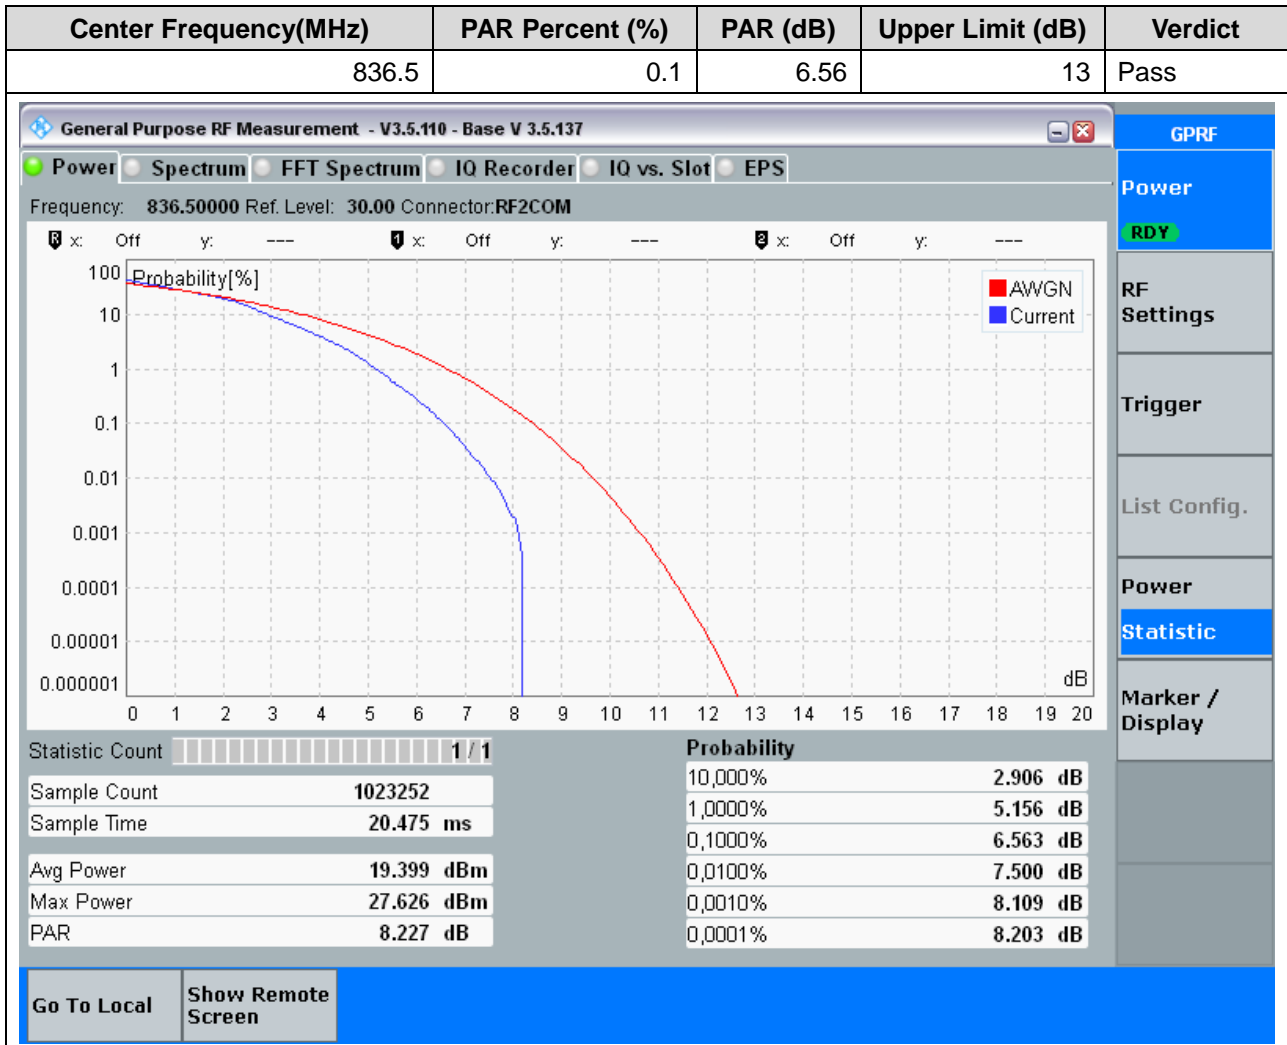 Center Frequency(MHz) PAR Percent (%) PAR (dB) Upper Limit (dB) Verdict
836.5 0.1 6.56 13 Pass
General Purpose RF Measurement - V3.5.110 - Base V 3.5.137
GPRF
Power Spectrum FFT Spectrum IQ Recorder IQ vs. Slot EPS
Power
RDY
Frequency: 836.50000 Ref. Level: 30.00 Connector:RF2COM
R x: Off y: --- 1 x: Off y: --- 2 x: Off y: ---
Probability[%]
AWGN
Current
100
10
1
0.1
0.01
0.001
0.0001
0.00001
0.000001
dB
0 1 2 3 4 5 6 7 8 9 10 11 12 13 14 15 16 17 18 19 20
RF
Settings
Trigger
List Config.
Power
Statistic
Marker /
Display
Statistic Count 1 / 1
Sample Count 1023252
Sample Time 20.475 ms
Avg Power 19.399 dBm
Max Power 27.626 dBm
PAR 8.227 dB
Probability
10,000% 2.906 dB
1,0000% 5.156 dB
0,1000% 6.563 dB
0,0100% 7.500 dB
0,0010% 8.109 dB
0,0001% 8.203 dB
Go To Local
Show Remote
Screen